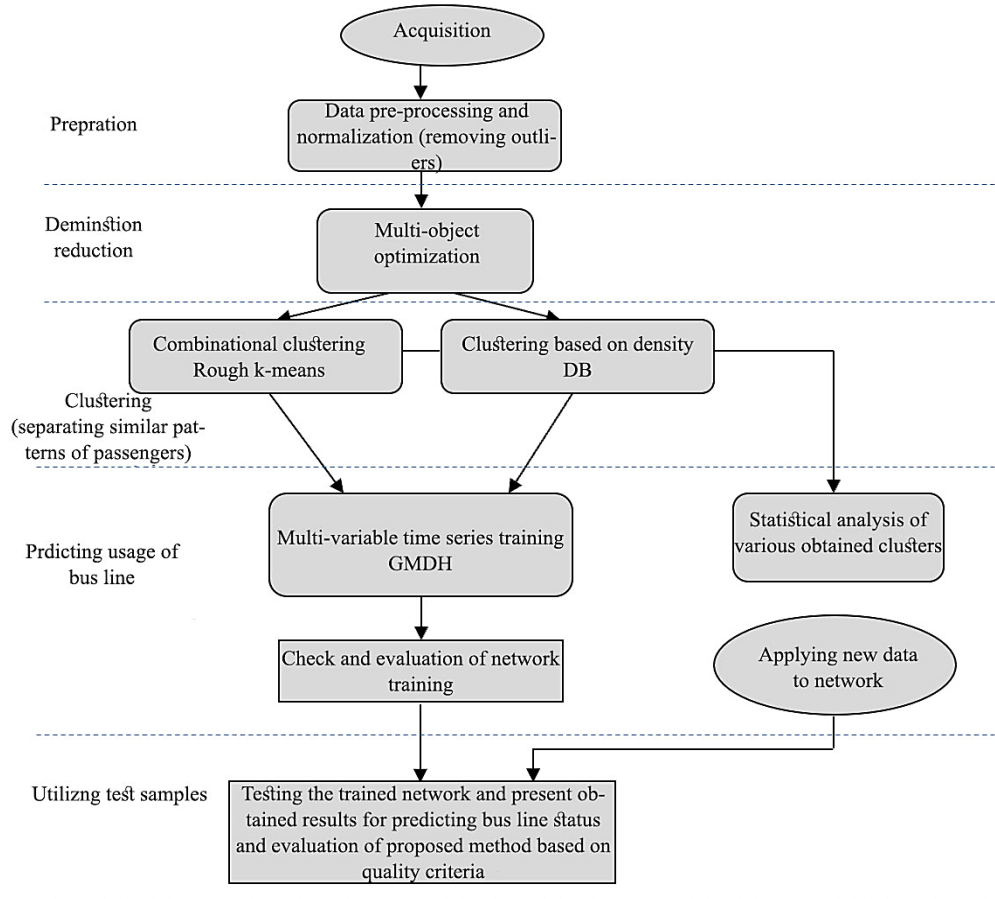 Acquisition
Prepration
Data pre-processing and
normalization (removing outli-
ers)
Deminstion
reduction
Multi-object
optimization
Combinational clustering
Rough k-means
Clustering based on density
DB
Clustering
(separating similar pat-
terns of passengers)
Prdicting usage of
bus line
Multi-variable time series training
GMDH
Statistical analysis of
various obtained clusters
Check and evaluation of network
training
Applying new data
to network
Utilizng test samples
Testing the trained network and present ob-
tained results for predicting bus line status
and evaluation of proposed method based on
quality criteria